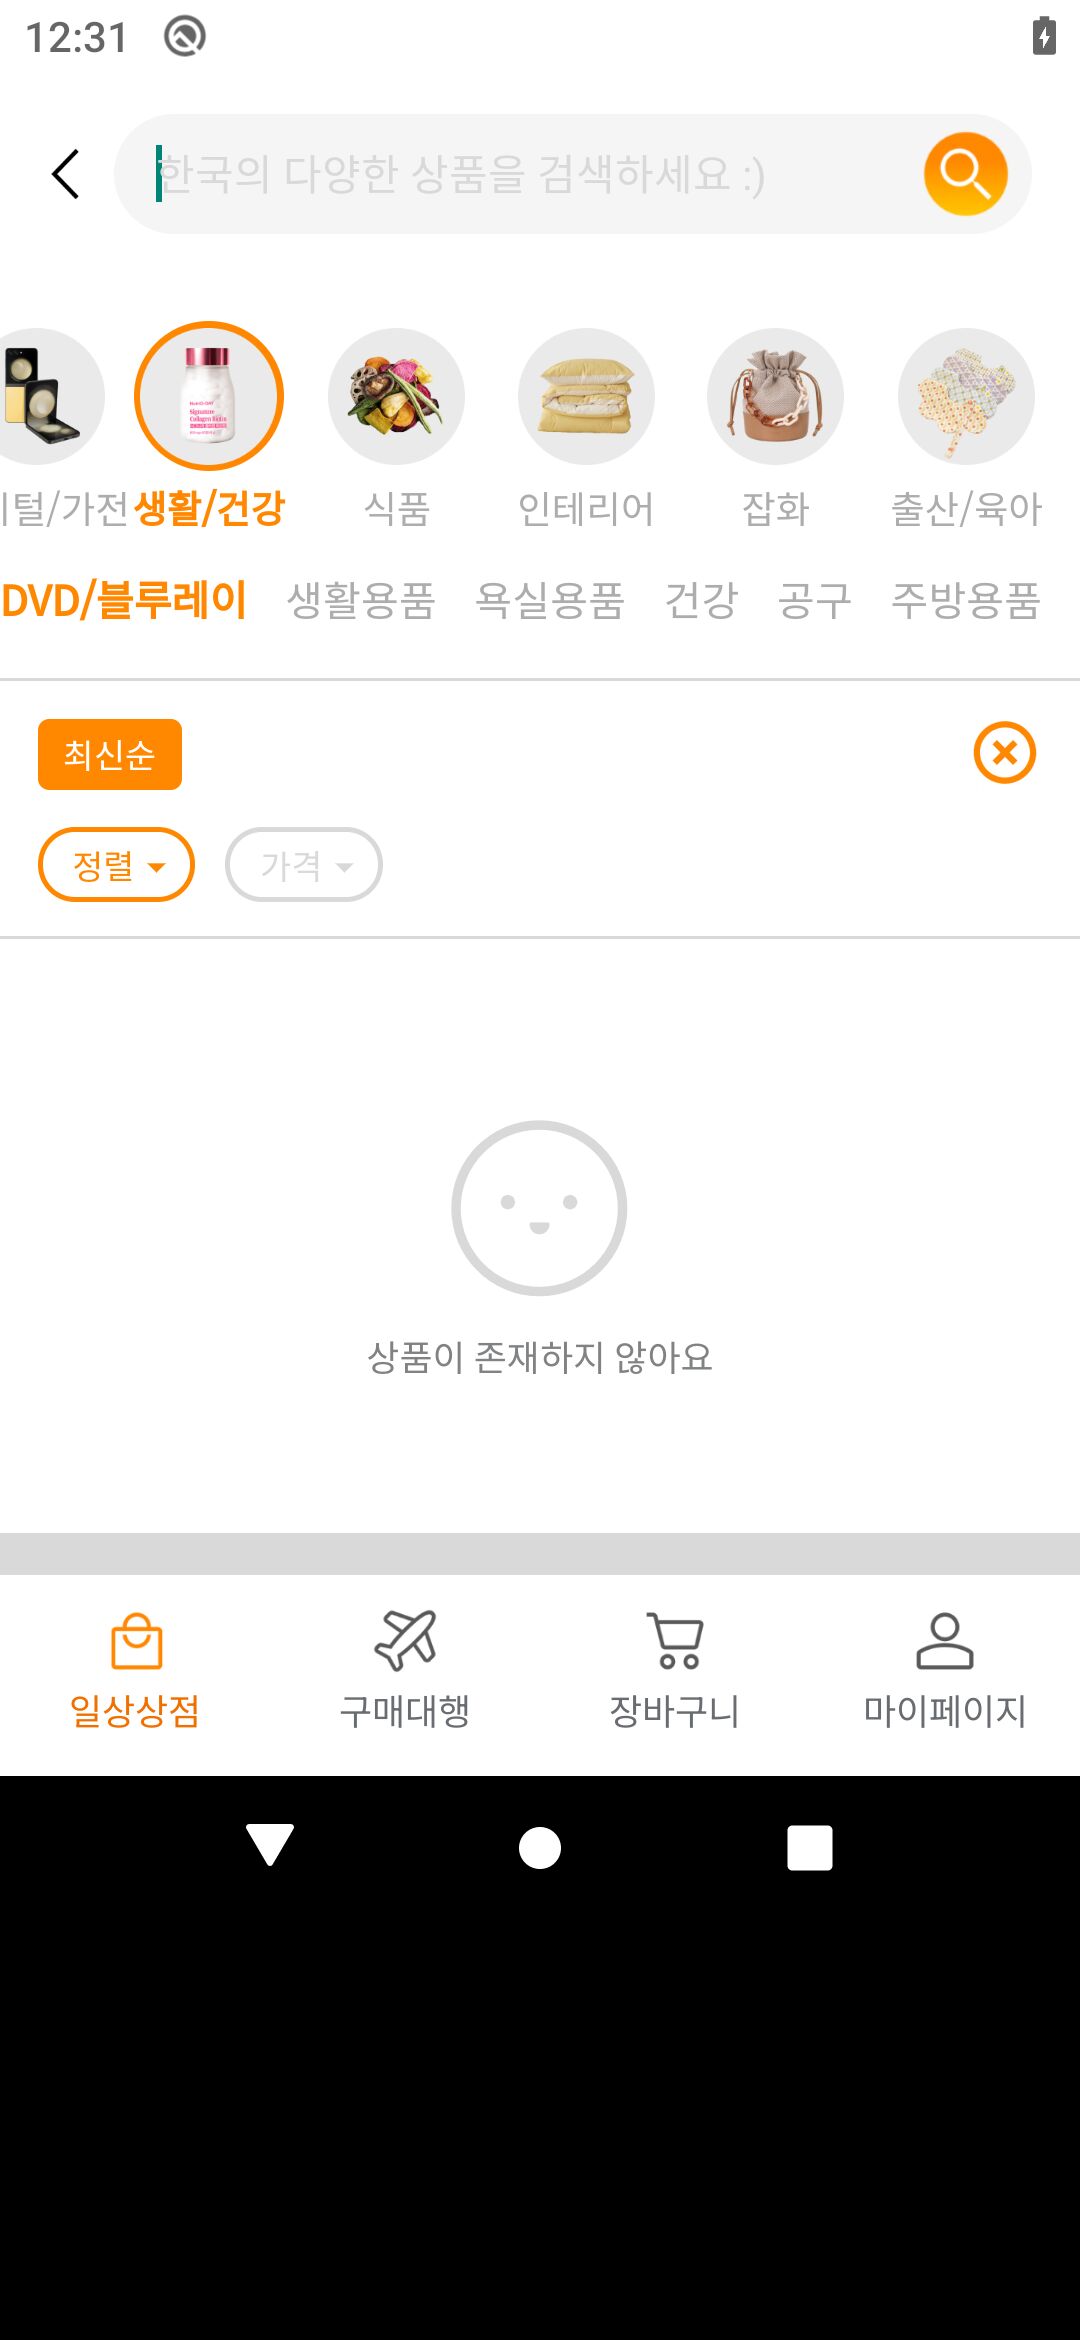 12:31
한국의 다양한 상품을 검색하세요 :)
털/가전 생활/건강 식품 인테리어 잡화 출산/육아
DVD/블루레이 생활용품 욕실용품 건강 공구 주방용품
최신순
정렬 가격
상품이 존재하지 않아요
일상상점 구매대행 장바구니 마이페이지